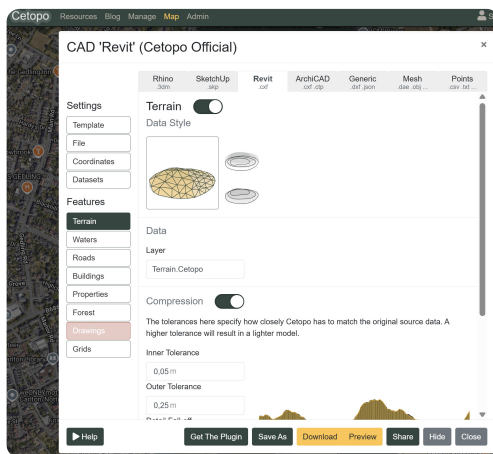 Cetopo Resources Blog Manage Map Admin
CAD 'Revit' (Cetopo Official)
×
Rhino SketchUp Revit ArchiCAD Generic Mesh Points
.3dm .skp .cxf .cxf .ctp .dxf .json .dae .obj ... .csv .txt ...
Settings
Template
File
Coordinates
Datasets
Features
Terrain
Waters
Roads
Buildings
Properties
Forest
Drawings
Grids
Terrain
Data Style
Data
Layer
Terrain.Cetopo
Compression
The tolerances here specify how closely Cetopo has to match the original source data. A
higher tolerance will result in a lighter model.
Inner Tolerance
0,05 m
Outer Tolerance
0,25 m
Detail Fall-off
Help
Get The Plugin Save As Download Preview Share Hide Close